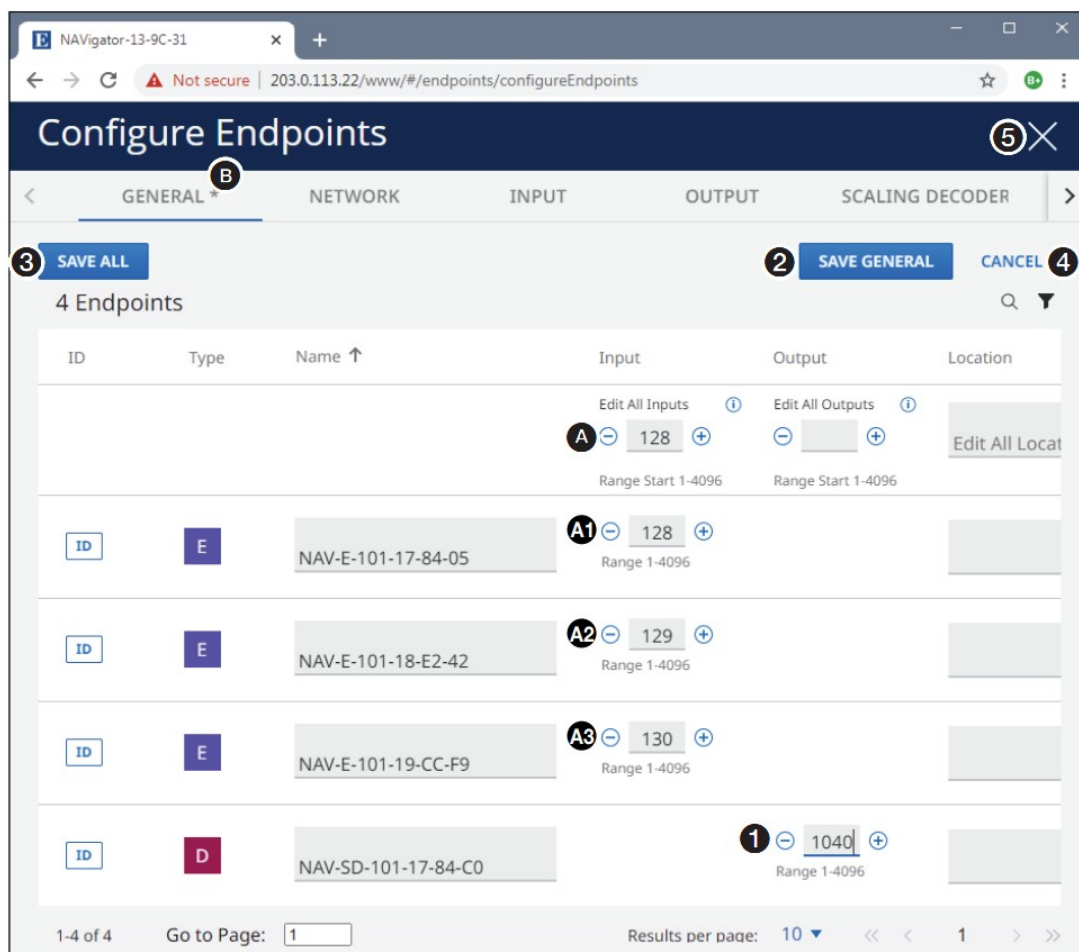 E NAVigator-13-9C-31
Not secure | 203.0.113.22/www/#/endpoints/configureEndpoints B+
Configure Endpoints 5
B
GENERAL * NETWORK INPUT OUTPUT SCALING DECODER
3 SAVE ALL 2 SAVE GENERAL CANCEL 4
4 Endpoints
ID Type Name ↑ Input Output Location
Edit All Inputs i Edit All Outputs i
A 128 Edit All Locat
Range Start 1-4096 Range Start 1-4096
ID E NAV-E-101-17-84-05 A1 128
Range 1-4096
ID E NAV-E-101-18-E2-42 A2 129
Range 1-4096
ID E NAV-E-101-19-CC-F9 A3 130
Range 1-4096
ID D NAV-SD-101-17-84-C0 1 1040
Range 1-4096
1-4 of 4 Go to Page: 1 Results per page: 10 ▼ << < 1 > >>